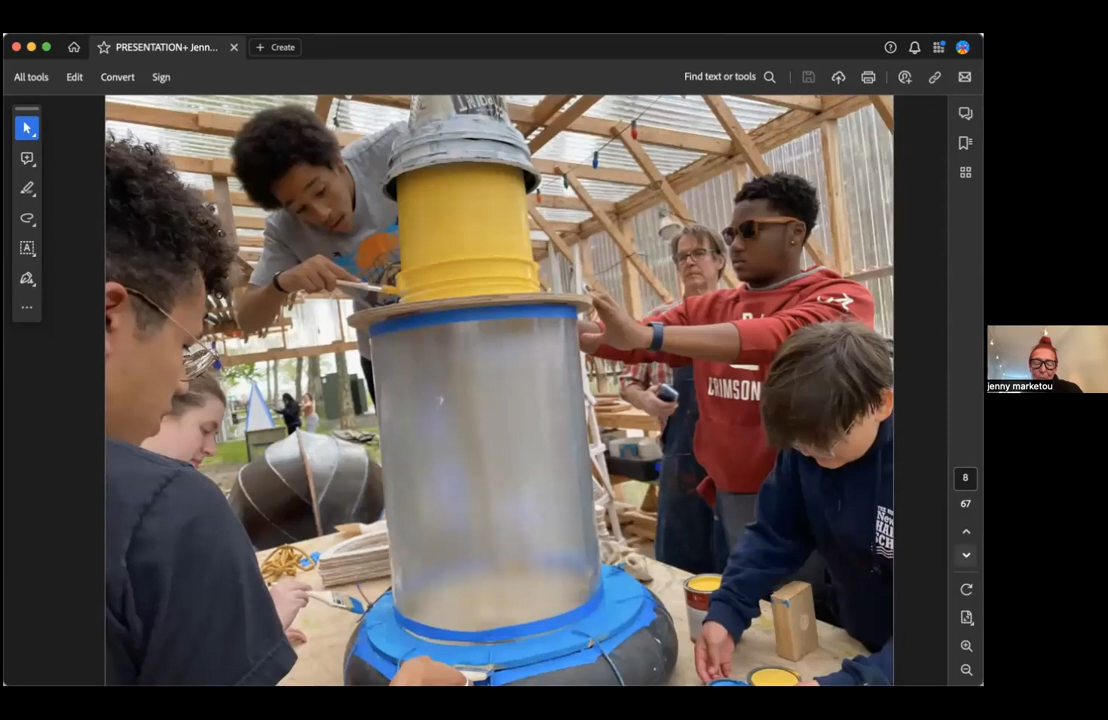 PRESENTATION+ Jenn...
Create
All tools
Edit
Convert
Sign
Find text or tools
CRIMSON
8
67
jenny marketou